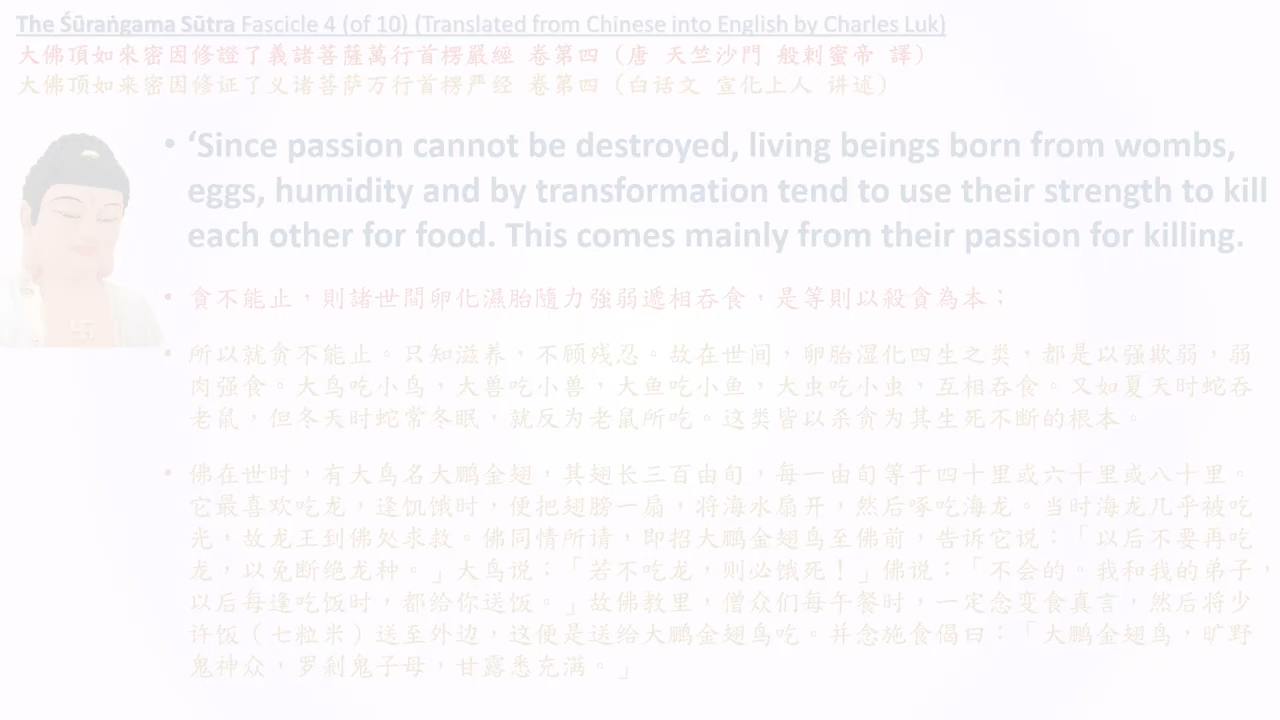 The Śūraṅgama Sūtra Fascicle 4 (of 10) (Translated from Chinese into English by Charles Luk)
大佛頂如來密因修證了義諸菩薩萬行首楞嚴經 卷第四 (唐 天竺沙門 般剌蜜帝 譯)
大佛顶如来密因修证了义诸菩萨万行首楞严经 卷第四 (白话文 宣化上人 讲述)
• ‘Since passion cannot be destroyed, living beings born from wombs,
eggs, humidity and by transformation tend to use their strength to kill
each other for food. This comes mainly from their passion for killing.
• 貪不能止，則諸世間卵化濕胎隨力強弱遞相吞食，是等則以殺貪為本；
• 所以就贪不能止。只知滋养，不顾残忍。故在世间，卵胎湿化四生之类，都是以强欺弱，弱
肉强食。大鸟吃小鸟，大兽吃小兽，大鱼吃小鱼，大虫吃小虫，互相吞食。又如夏天时蛇吞
老鼠，但冬天时蛇常冬眠，就反为老鼠所吃。这类皆以杀贪为其生死不断的根本。
• 佛在世时，有大鸟名大鹏金翅，其翅长三百由旬，每一由旬等于四十里或六十里或八十里。
它最喜欢吃龙，逢饥饿时，便把翅膀一扇，将海水扇开，然后啄吃海龙。当时海龙几乎被吃
光，故龙王到佛处求救。佛同情所请，即招大鹏金翅鸟至佛前，告诉它说：「以后不要再吃
龙，以免断绝龙种。」大鸟说：「若不吃龙，则必饿死！」佛说：「不会的。我和我的弟子，
以后每逢吃饭时，都给你送饭。」故佛教里，僧众们每午餐时，一定念变食真言，然后将少
许饭（七粒米）送至外边，这便是送给大鹏金翅鸟吃。并念施食偈曰：「大鹏金翅鸟，旷野
鬼神众，罗刹鬼子母，甘露悉充满。」